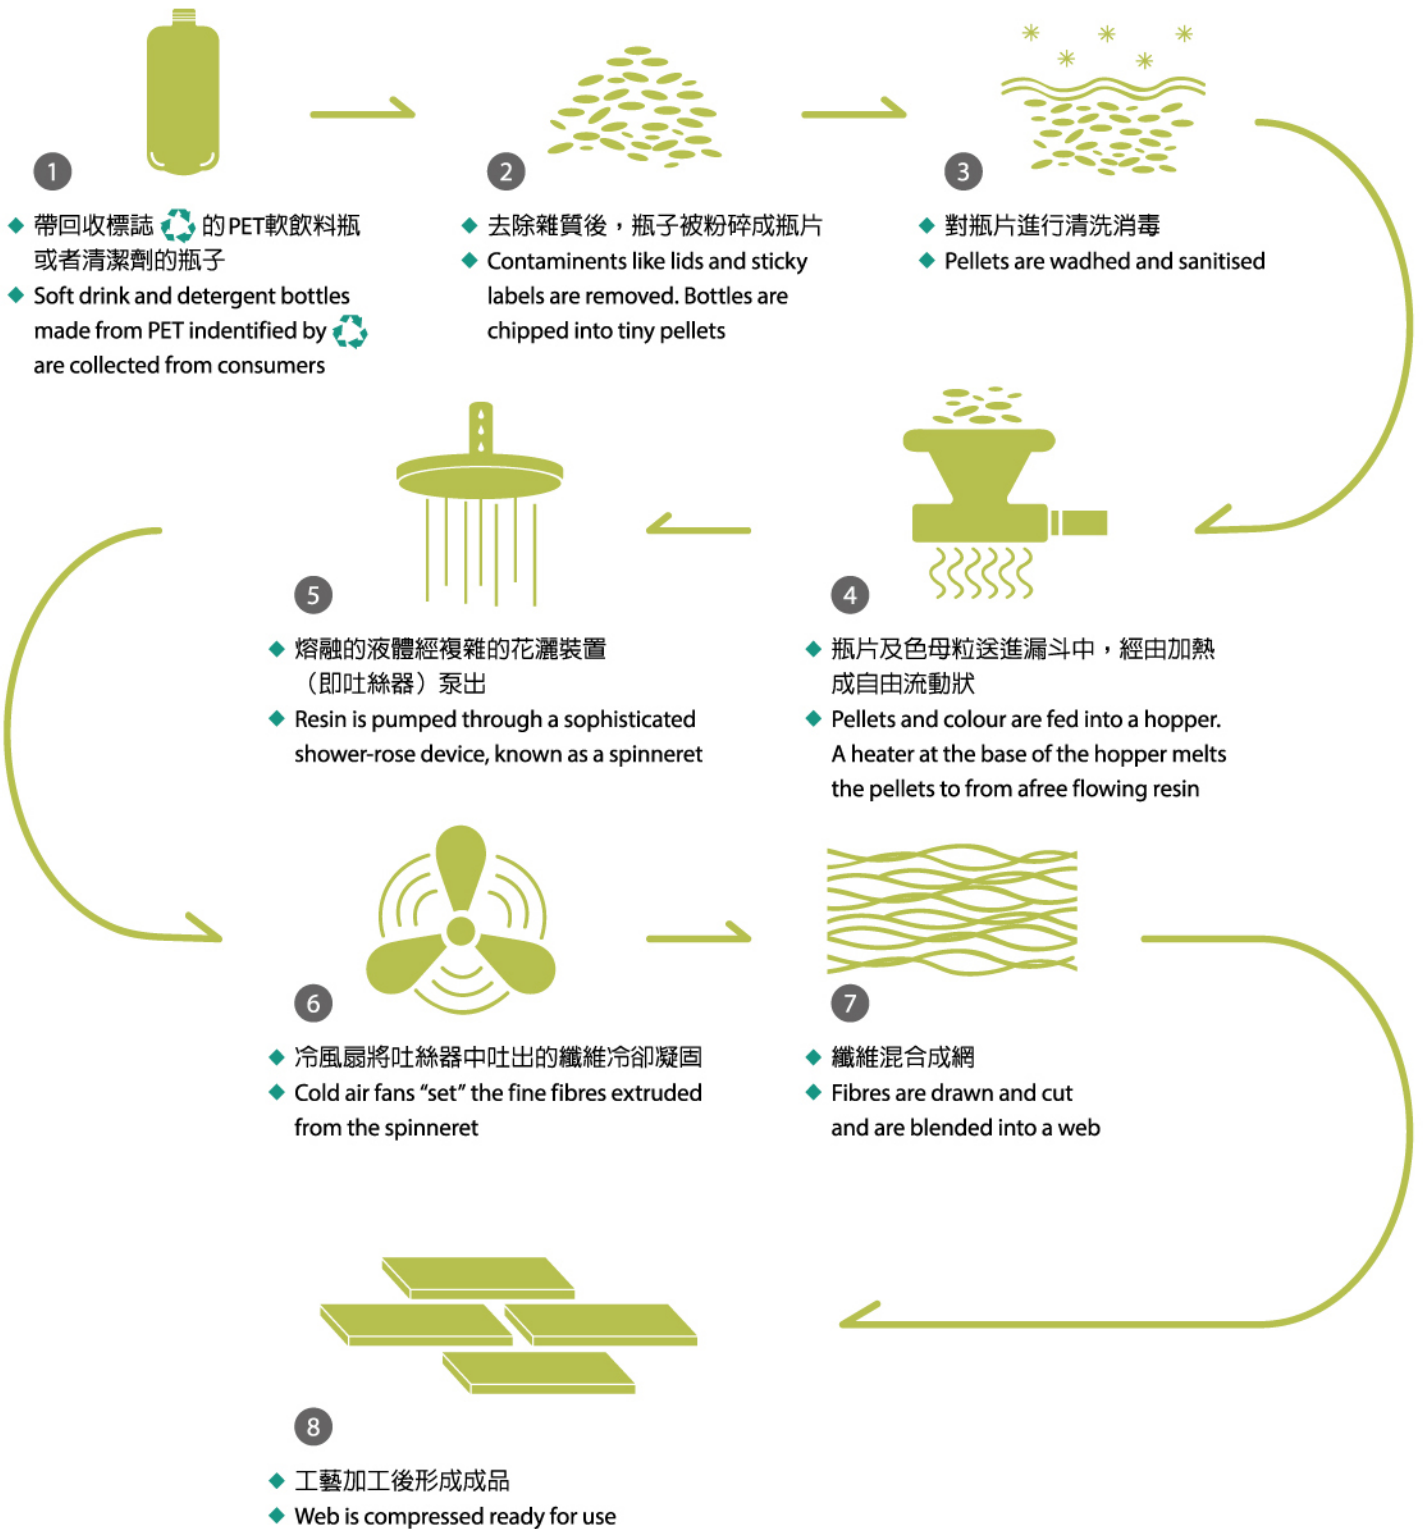 1
帶回收標誌 的PET軟飲料瓶
或者清潔劑的瓶子
Soft drink and detergent bottles
made from PET indentified by
are collected from consumers
2
去除雜質後，瓶子被粉碎成瓶片
Contaminents like lids and sticky
labels are removed. Bottles are
chipped into tiny pellets
3
對瓶片進行清洗消毒
Pellets are wadhed and sanitised
4
瓶片及色母粒送進漏斗中，經由加熱
成自由流動狀
Pellets and colour are fed into a hopper.
A heater at the base of the hopper melts
the pellets to from afree flowing resin
5
熔融的液體經複雜的花灑裝置
（即吐絲器）泵出
Resin is pumped through a sophisticated
shower-rose device, known as a spinneret
6
冷風扇將吐絲器中吐出的纖維冷卻凝固
Cold air fans “set” the fine fibres extruded
from the spinneret
7
纖維混合成網
Fibres are drawn and cut
and are blended into a web
8
工藝加工後形成成品
Web is compressed ready for use